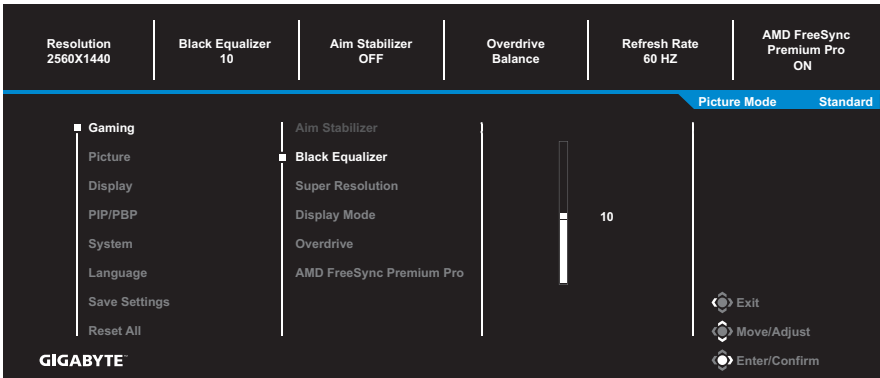 Resolution
2560X1440
Black Equalizer
10
Aim Stabilizer
OFF
Overdrive
Balance
Refresh Rate
60 HZ
AMD FreeSync
Premium Pro
ON
Picture Mode Standard
Gaming
Picture
Display
PIP/PBP
System
Language
Save Settings
Reset All
Aim Stabilizer
Black Equalizer
Super Resolution
Display Mode
Overdrive
AMD FreeSync Premium Pro
10
Exit
Move/Adjust
Enter/Confirm
GIGABYTE™